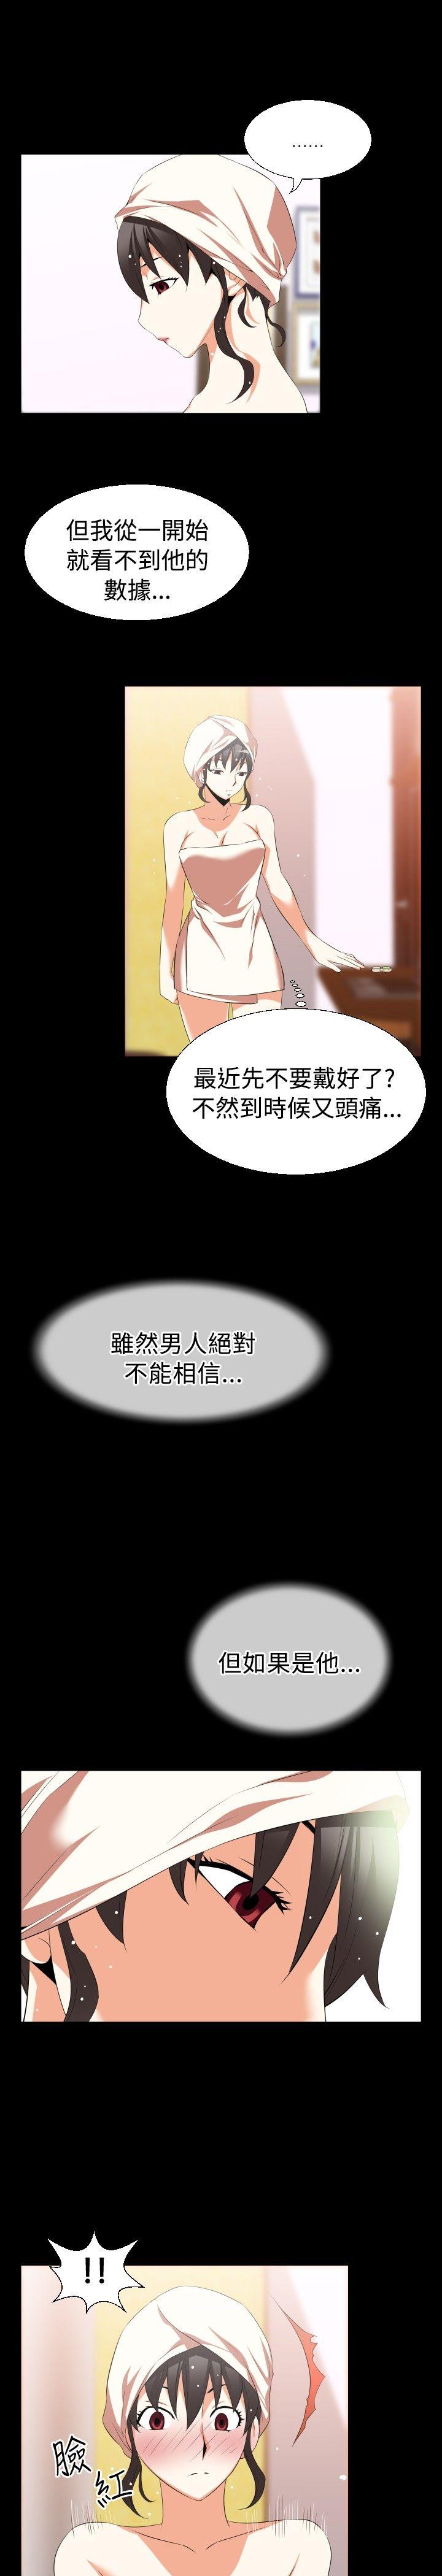 ......
但我從一開始
就看不到他的
數據...
最近先不要戴好了?
不然到時候又頭痛...
雖然男人絕對
不能相信...
但如果是他...
!!
臉紅